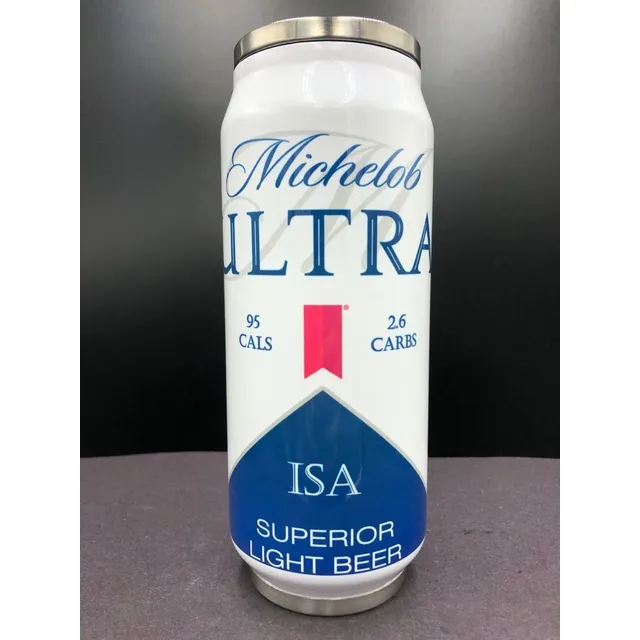 Michelob
ULTRA
95
CALS
2.6
CARBS
ISA
SUPERIOR
LIGHT BEER